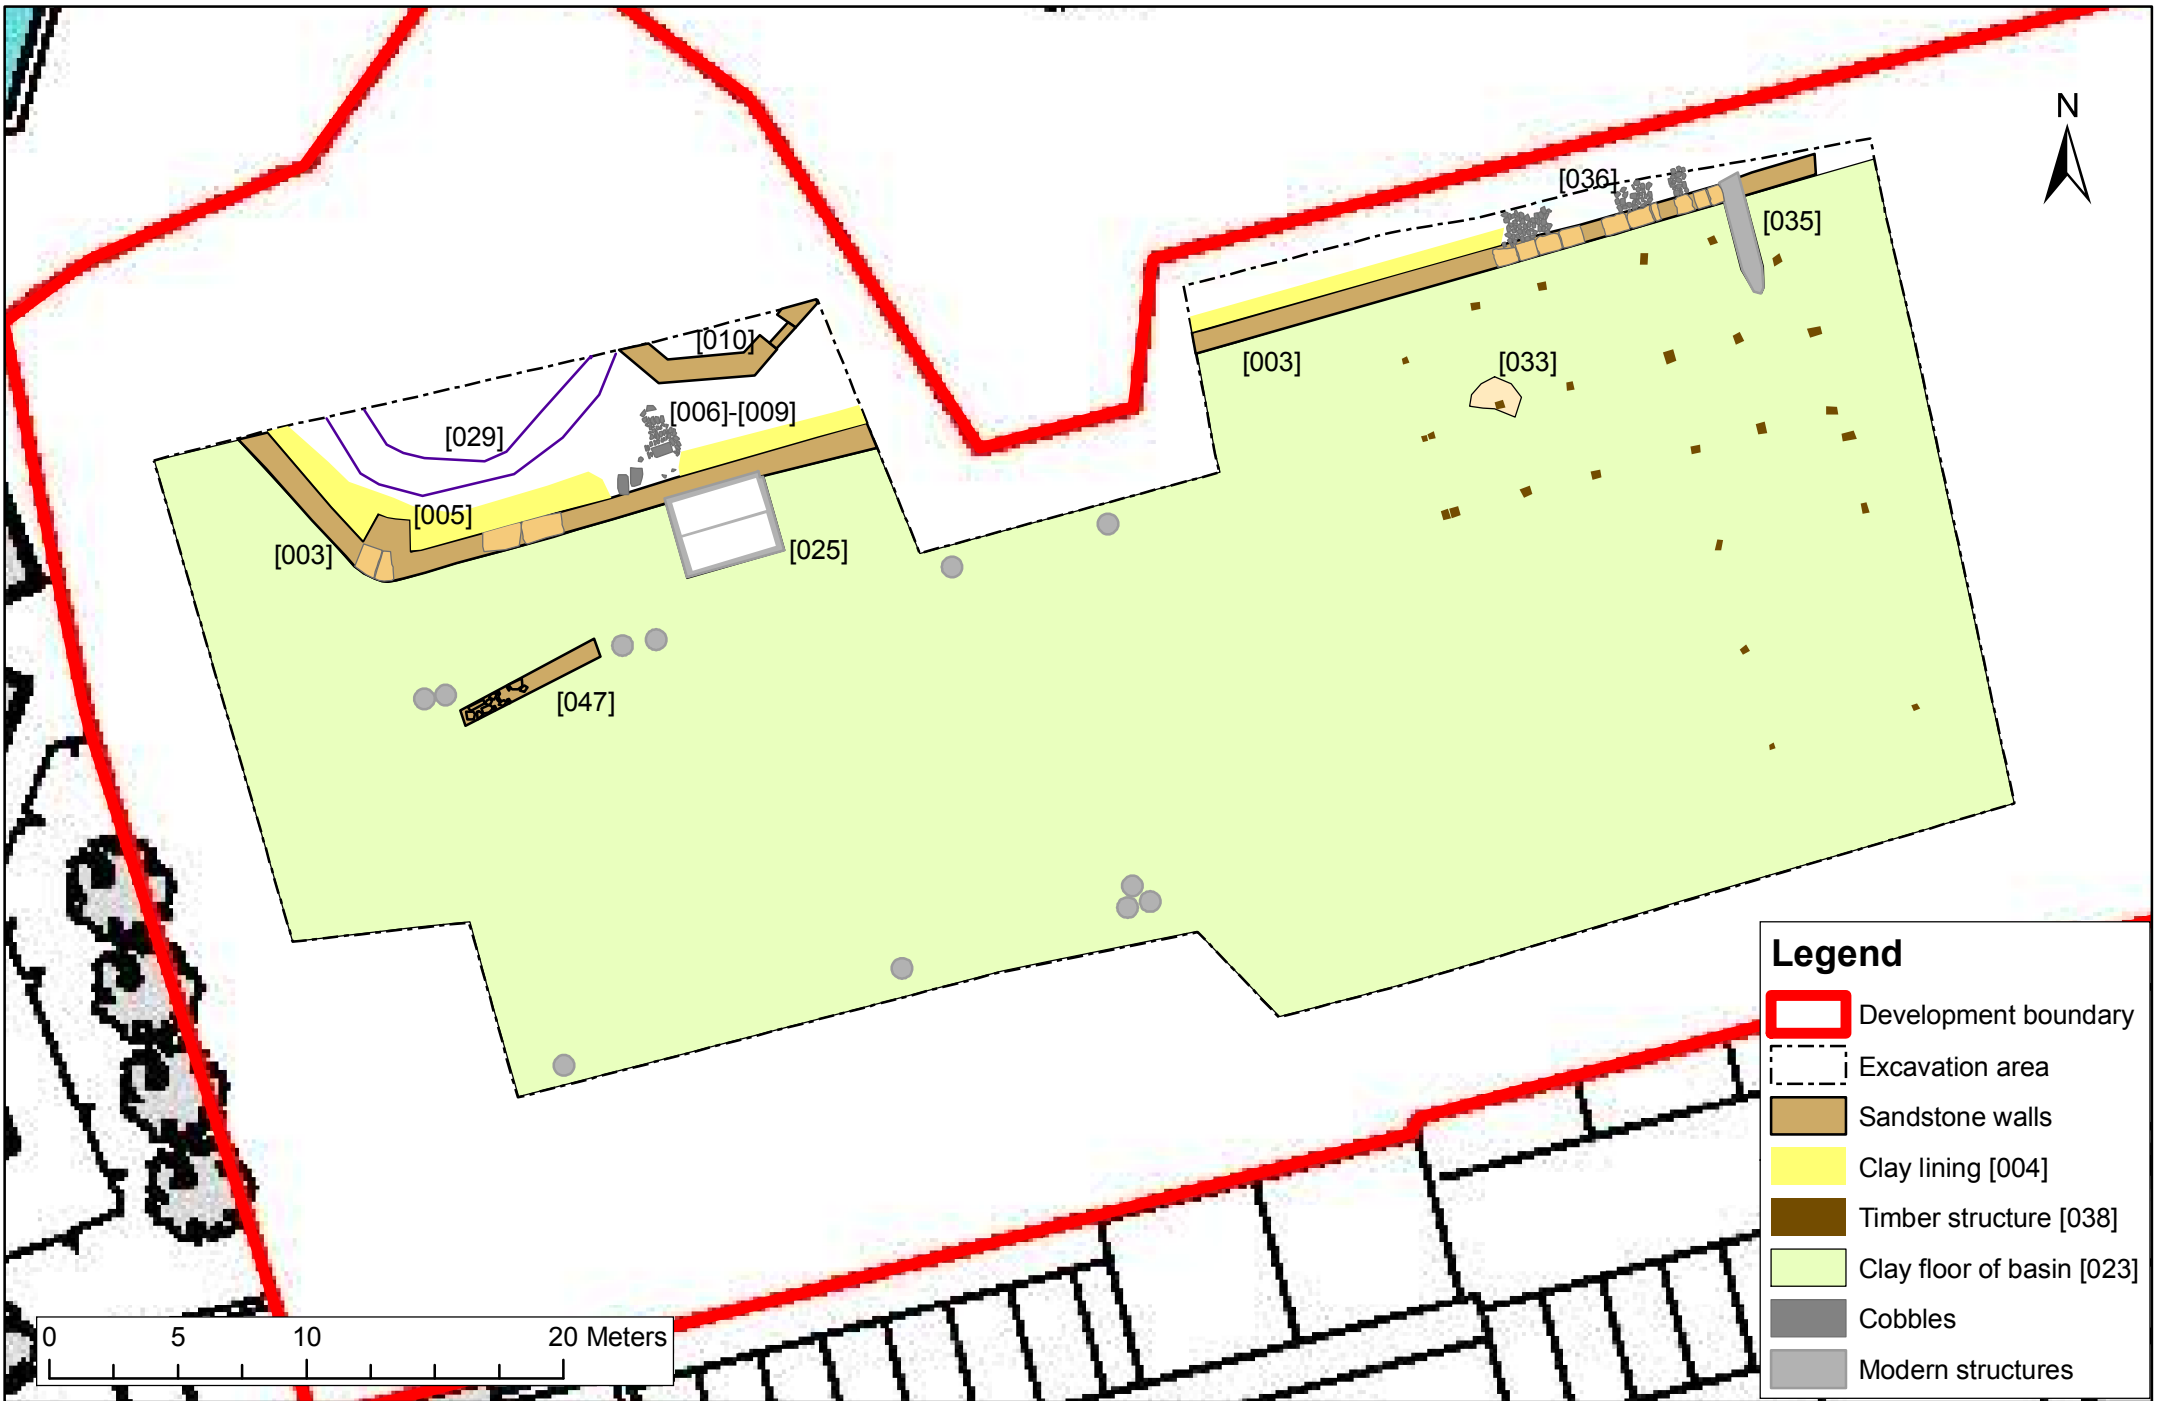 N
[036]
[035]
[010]
[003]
[033]
[006]-[009]
[029]
[005]
[003]
[025]
[047]
Legend
Development boundary
Excavation area
Sandstone walls
Clay lining [004]
Timber structure [038]
Clay floor of basin [023]
Cobbles
Modern structures
0 5 10 20 Meters